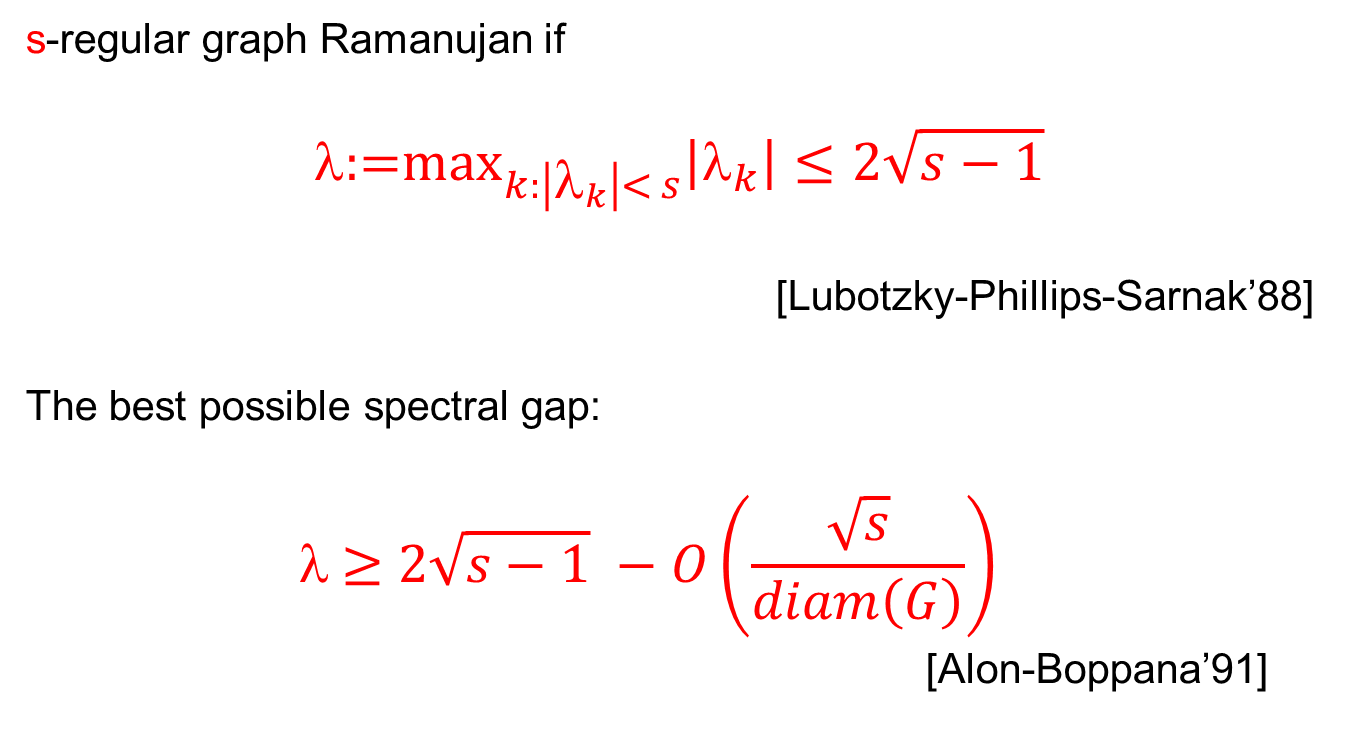 s-regular graph Ramanujan if
λ:=max_{k:|λ_k|< s}|λ_k| ≤ 2√(s − 1)
[Lubotzky-Phillips-Sarnak’88]
The best possible spectral gap:
λ ≥ 2√(s − 1) − O(√s / diam(G))
[Alon-Boppana’91]